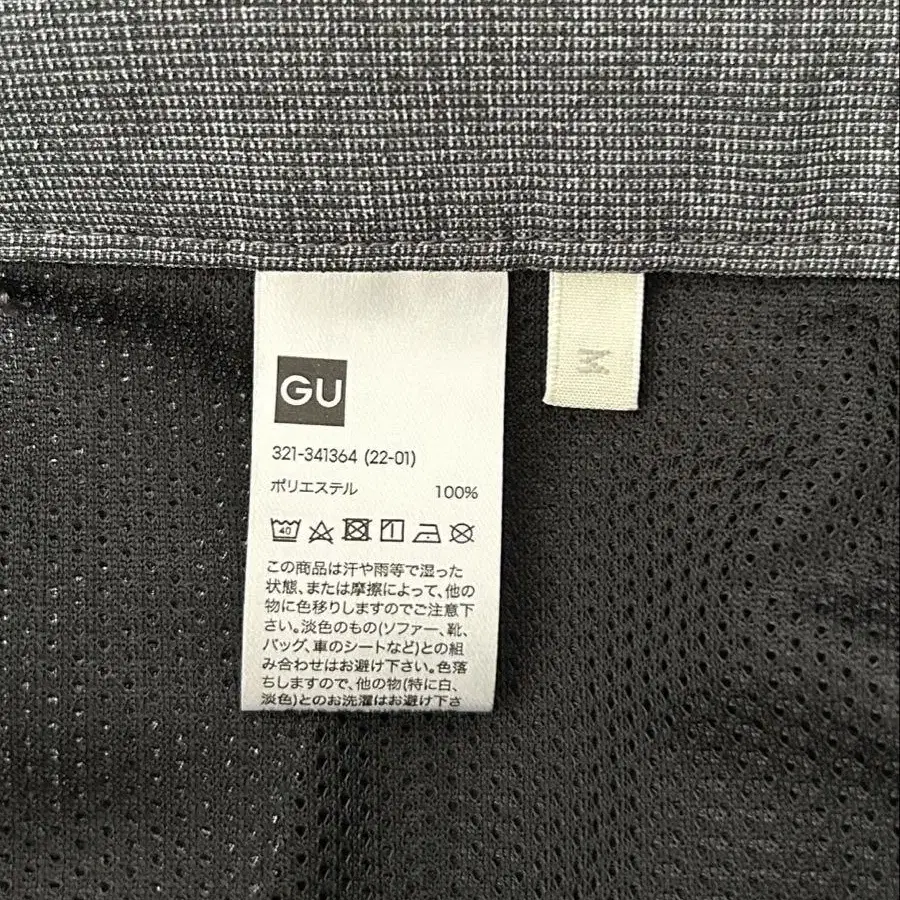 GU
321-341364 (22-01)
ポリエステル 100%
40
この商品は汗や雨等で湿った
状態、または摩擦によって、他の
物に色移りしますのでご注意下
さい。淡色のもの(ソファー、靴、
バッグ、車のシートなど)との組
み合わせはお避け下さい。色落
ちしますので、他の物(特に白、
淡色)とのお洗濯はお避け下さ
M